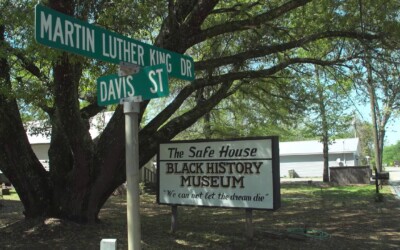 MARTIN LUTHER KING DR
DAVIS ST
The Safe House
BLACK HISTORY
MUSEUM
"We can not let the dream die"